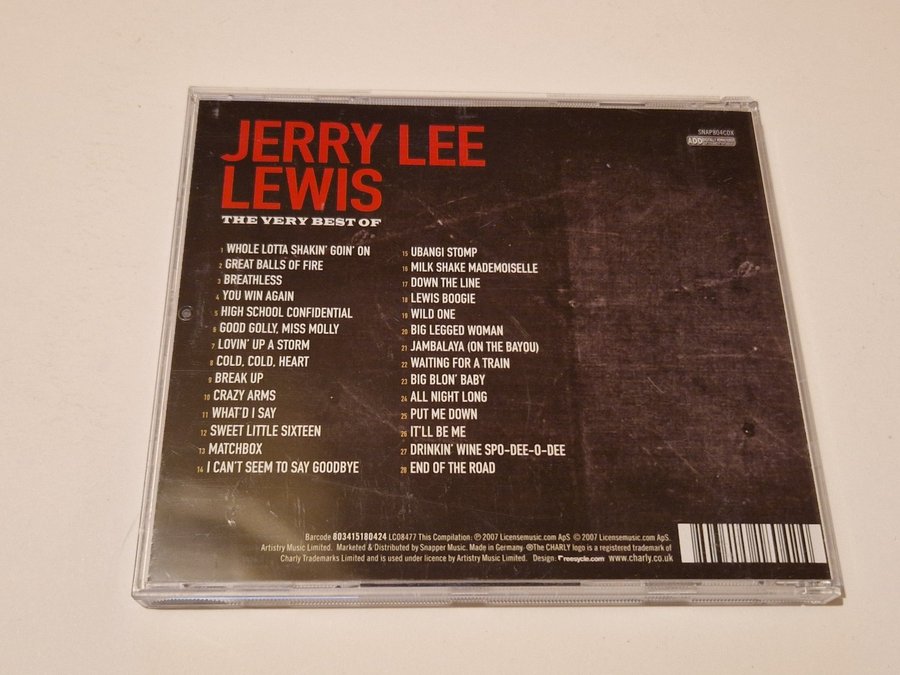 JERRY LEE
LEWIS
THE VERY BEST OF
SNAP804CDX
ADD
1 WHOLE LOTTA SHAKIN' GOIN' ON
2 GREAT BALLS OF FIRE
3 BREATHLESS
4 YOU WIN AGAIN
5 HIGH SCHOOL CONFIDENTIAL
6 GOOD GOLLY, MISS MOLLY
7 LOVIN' UP A STORM
8 COLD, COLD, HEART
9 BREAK UP
10 CRAZY ARMS
11 WHAT'D I SAY
12 SWEET LITTLE SIXTEEN
13 MATCHBOX
14 I CAN'T SEEM TO SAY GOODBYE
15 UBANGI STOMP
16 MILK SHAKE MADEMOISELLE
17 DOWN THE LINE
18 LEWIS BOOGIE
19 WILD ONE
20 BIG LEGGED WOMAN
21 JAMBALAYA (ON THE BAYOU)
22 WAITING FOR A TRAIN
23 BIG BLON' BABY
24 ALL NIGHT LONG
25 PUT ME DOWN
26 IT'LL BE ME
27 DRINKIN' WINE SPO-DEE-O-DEE
28 END OF THE ROAD
Barcode 803415180424 LC08477 This Compilation: ℗ 2007 Licensemusic.com ApS © 2007 Licensemusic.com ApS.
Artistry Music Limited. Marketed & Distributed by Snapper Music. Made in Germany ®The CHARLY logo is a registered trademark of
Charly Trademarks Limited and is used under licence by Artistry Music Limited. Design: reesycle.com www.charly.co.uk